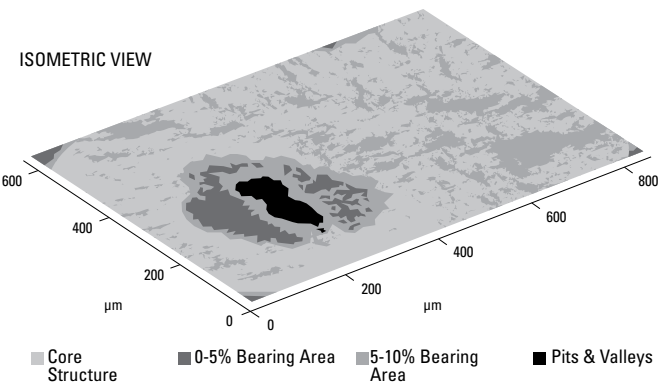 ISOMETRIC VIEW
600
400
200
0
0
200
400
600
800
µm
µm
Core Structure
0-5% Bearing Area
5-10% Bearing Area
Pits & Valleys